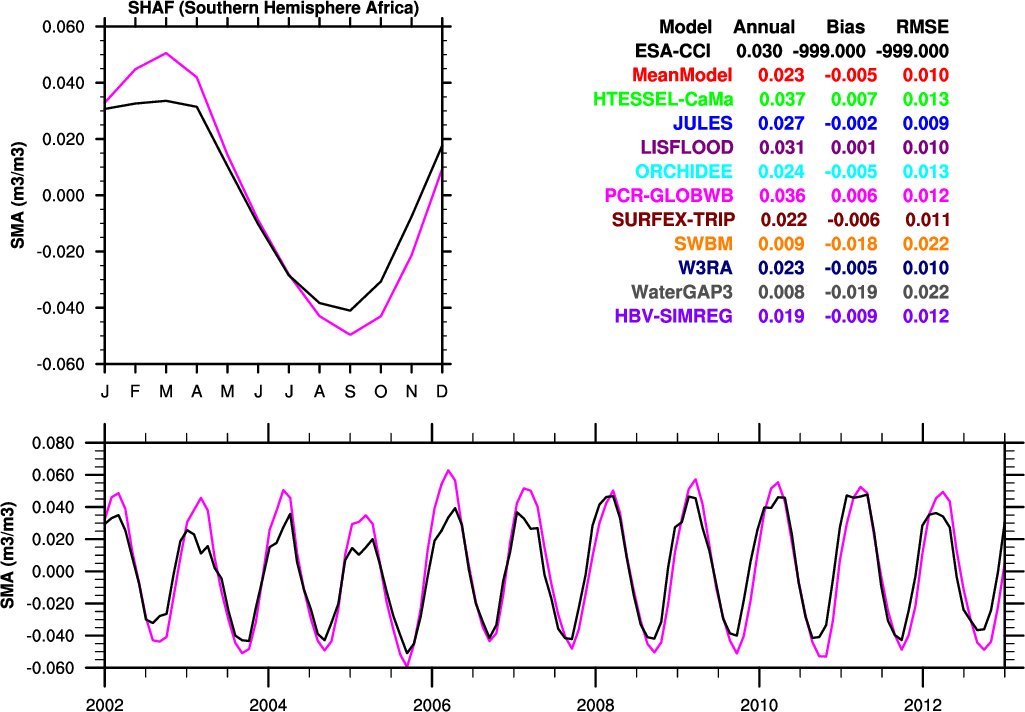 SHAF (Southern Hemisphere Africa)
0.060
0.040
0.020
0.000
-0.020
-0.040
-0.060
SMA (m3/m3)
J F M A M J J A S O N D
Model Annual Bias RMSE
ESA-CCI 0.030 -999.000 -999.000
MeanModel 0.023 -0.005 0.010
HTESSEL-CaMa 0.037 0.007 0.013
JULES 0.027 -0.002 0.009
LISFLOOD 0.031 0.001 0.010
ORCHIDEE 0.024 -0.005 0.013
PCR-GLOBWB 0.036 0.006 0.012
SURFEX-TRIP 0.022 -0.006 0.011
SWBM 0.009 -0.018 0.022
W3RA 0.023 -0.005 0.010
WaterGAP3 0.008 -0.019 0.022
HBV-SIMREG 0.019 -0.009 0.012
0.080
0.060
0.040
0.020
0.000
-0.020
-0.040
-0.060
SMA (m3/m3)
2002 2004 2006 2008 2010 2012